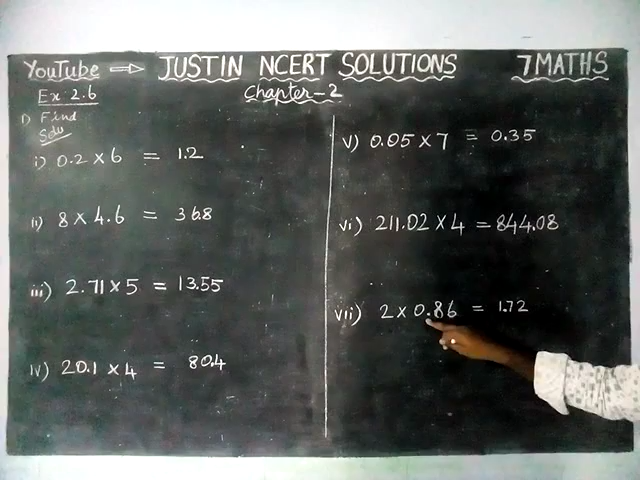 YouTube → JUSTIN NCERT SOLUTIONS 7MATHS
Ex:2.6 Chapter-2
1) Find
Solu
i) 0.2 × 6 = 1.2
ii) 8 × 4.6 = 36.8
iii) 2.71 × 5 = 13.55
iv) 20.1 × 4 = 80.4
v) 0.05 × 7 = 0.35
vi) 211.02 × 4 = 844.08
vii) 2 × 0.86 = 1.72